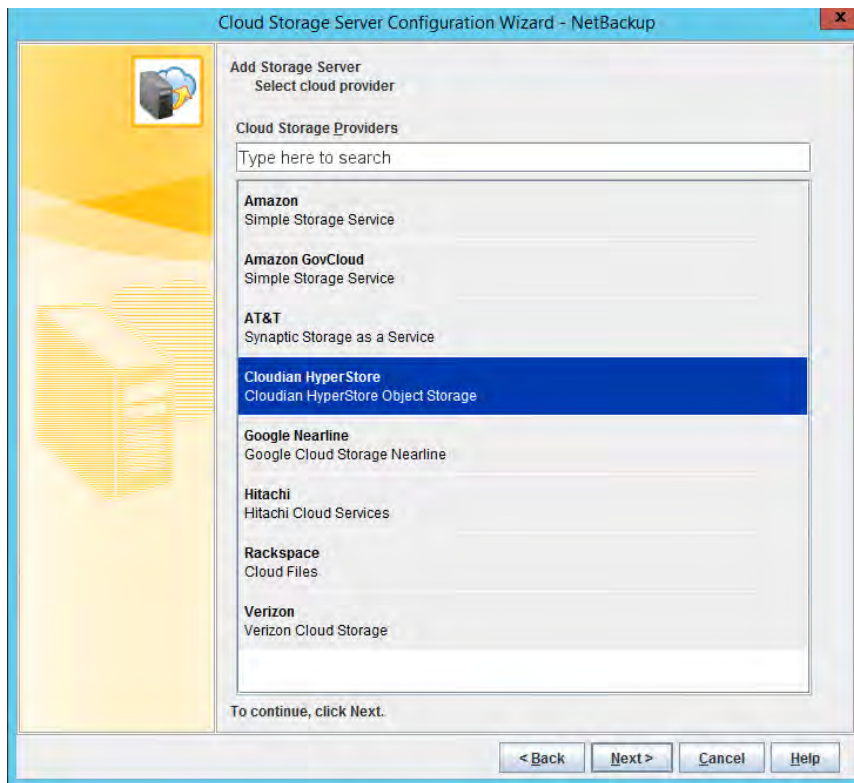 Cloud Storage Server Configuration Wizard - NetBackup
x
Add Storage Server
Select cloud provider
Cloud Storage Providers
Type here to search
Amazon
Simple Storage Service
Amazon GovCloud
Simple Storage Service
AT&T
Synaptic Storage as a Service
Cloudian HyperStore
Cloudian HyperStore Object Storage
Google Nearline
Google Cloud Storage Nearline
Hitachi
Hitachi Cloud Services
Rackspace
Cloud Files
Verizon
Verizon Cloud Storage
To continue, click Next.
< Back Next > Cancel Help